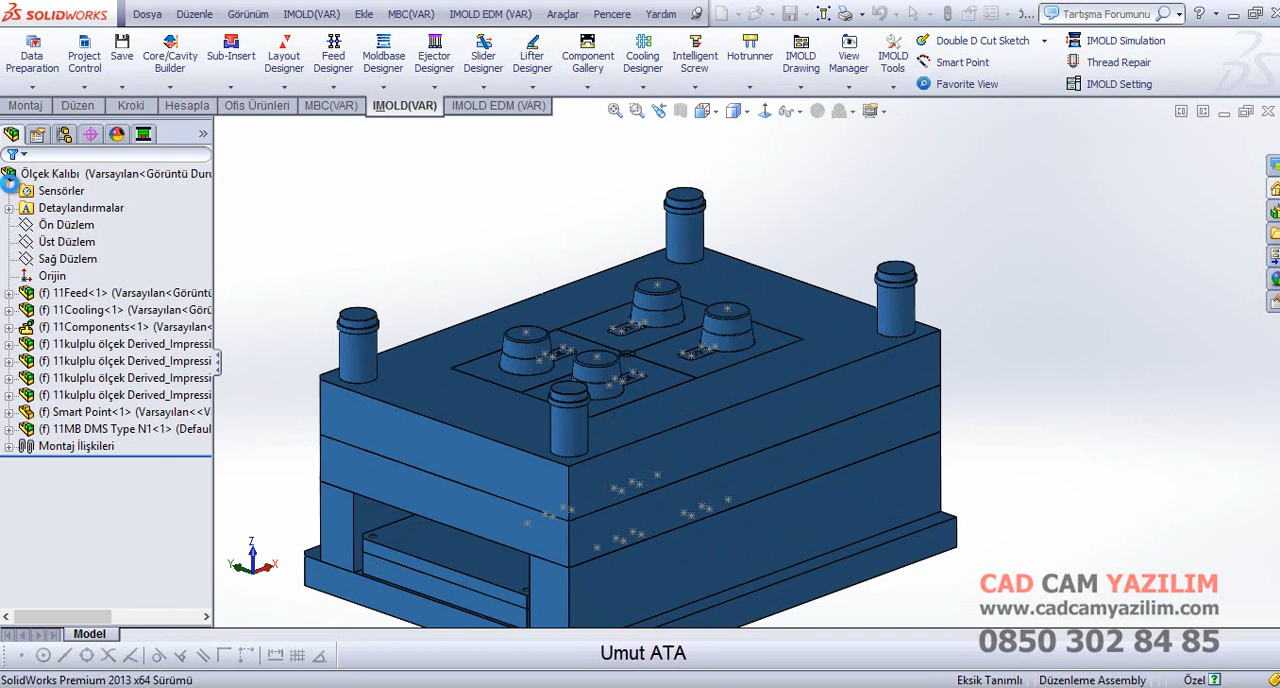 SOLIDWORKS
Dosya Düzenle Görünüm IMOLD(VAR) Ekle MBC(VAR) IMOLD EDM (VAR) Araçlar Pencere Yardım
Tartışma Forumunu
Data Preparation
Project Control
Save
Core/Cavity Builder
Sub-Insert
Layout Designer
Feed Designer
Moldbase Designer
Ejector Designer
Slider Designer
Lifter Designer
Component Gallery
Cooling Designer
Intelligent Screw
Hotrunner
IMOLD Drawing
View Manager
IMOLD Tools
Double D Cut Sketch
Smart Point
Favorite View
IMOLD Simulation
Thread Repair
IMOLD Setting
Montaj Düzen Kroki Hesapla Ofis Ürünleri MBC(VAR) IMOLD(VAR) IMOLD EDM (VAR)
Ölçek Kalıbı (Varsayılan<Görüntü Duru
Sensörler
Detaylandırmalar
Ön Düzlem
Üst Düzlem
Sağ Düzlem
Orijin
(f) 11Feed<1> (Varsayılan<Görüntü
(f) 11Cooling<1> (Varsayılan<Görün
(f) 11Components<1> (Varsayılan<
(f) 11kulplu ölçek Derived_Impressi
(f) 11kulplu ölçek Derived_Impressi
(f) 11kulplu ölçek Derived_Impressi
(f) 11kulplu ölçek Derived_Impressi
(f) Smart Point<1> (Varsayılan<<V
(f) 11MB DMS Type N1<1> (Defaul
Montaj İlişkileri
Z
Y X
CAD CAM YAZILIM
www.cadcamyazilim.com
0850 302 84 85
Model
Umut ATA
SolidWorks Premium 2013 x64 Sürümü
Eksik Tanımlı Düzenleme Assembly Özel